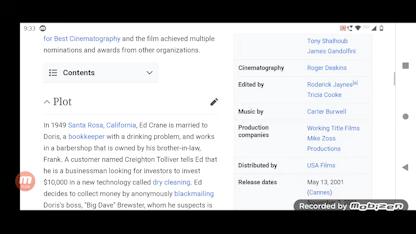 9:33
for Best Cinematography and the film achieved multiple
nominations and awards from other organizations.
Contents
Plot
In 1949 Santa Rosa, California, Ed Crane is married to
Doris, a bookkeeper with a drinking problem, and works
in a barbershop that is owned by his brother-in-law,
Frank. A customer named Creighton Tolliver tells Ed that
he is a businessman looking for investors to invest
$10,000 in a new technology called dry cleaning. Ed
decides to collect money by anonymously blackmailing
Doris's boss, "Big Dave" Brewster, whom he suspects is
Tony Shalhoub
James Gandolfini
Cinematography Roger Deakins
Edited by Roderick Jaynes[a]
Tricia Cooke
Music by Carter Burwell
Production companies Working Title Films
Mike Zoss
Productions
Distributed by USA Films
Release dates May 13, 2001
(Cannes)
Recorded by MOBIZEN